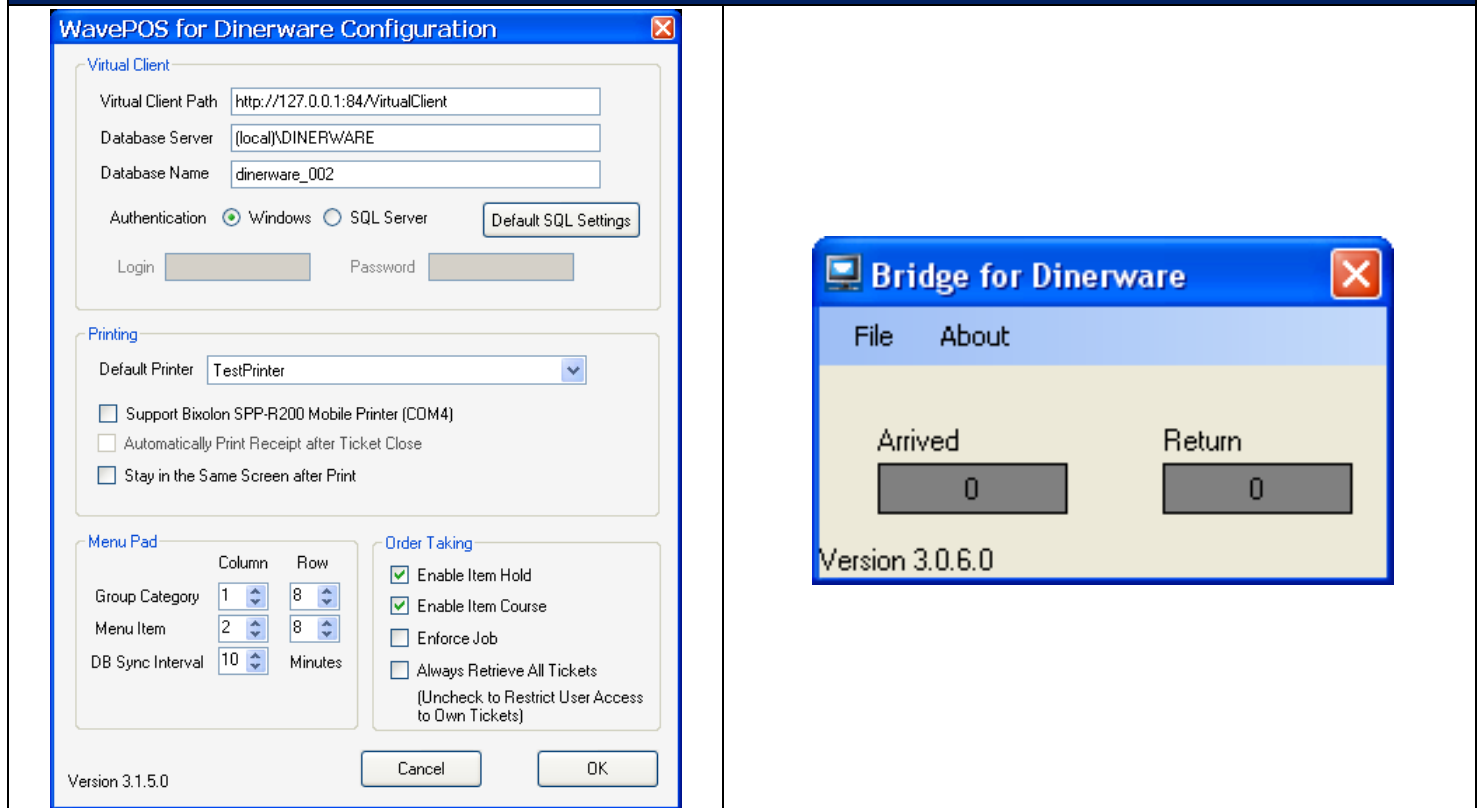 WavePOS for Dinerware Configuration
Virtual Client
Virtual Client Path http://127.0.0.1:84/VirtualClient
Database Server (local)\DINERWARE
Database Name dinerware_002
Authentication Windows SQL Server Default SQL Settings
Login Password
Printing
Default Printer TestPrinter
Support Bixolon SPP-R200 Mobile Printer (COM4)
Automatically Print Receipt after Ticket Close
Stay in the Same Screen after Print
Menu Pad
Column Row
Group Category 1 8
Menu Item 2 8
DB Sync Interval 10 Minutes
Order Taking
Enable Item Hold
Enable Item Course
Enforce Job
Always Retrieve All Tickets
(Uncheck to Restrict User Access
to Own Tickets)
Version 3.1.5.0
Cancel OK
Bridge for Dinerware
File About
Arrived Return
0 0
Version 3.0.6.0